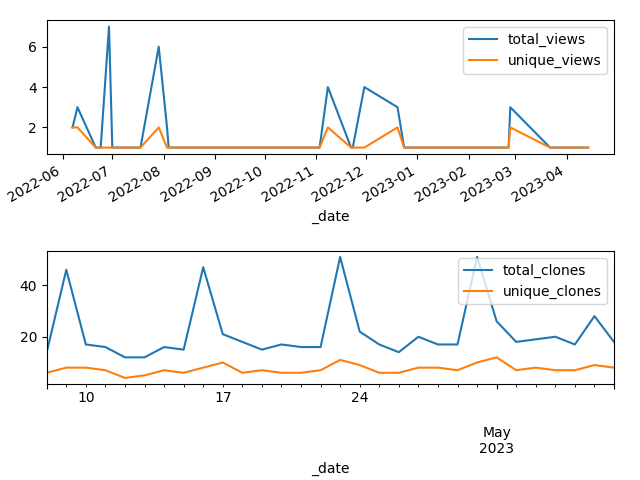 6
4
2
total_views
unique_views
2022-06
2022-07
2022-08
2022-09
2022-10
2022-11
2022-12
2023-01
2023-02
2023-03
2023-04
_date
40
20
total_clones
unique_clones
10
17
24
May
2023
_date